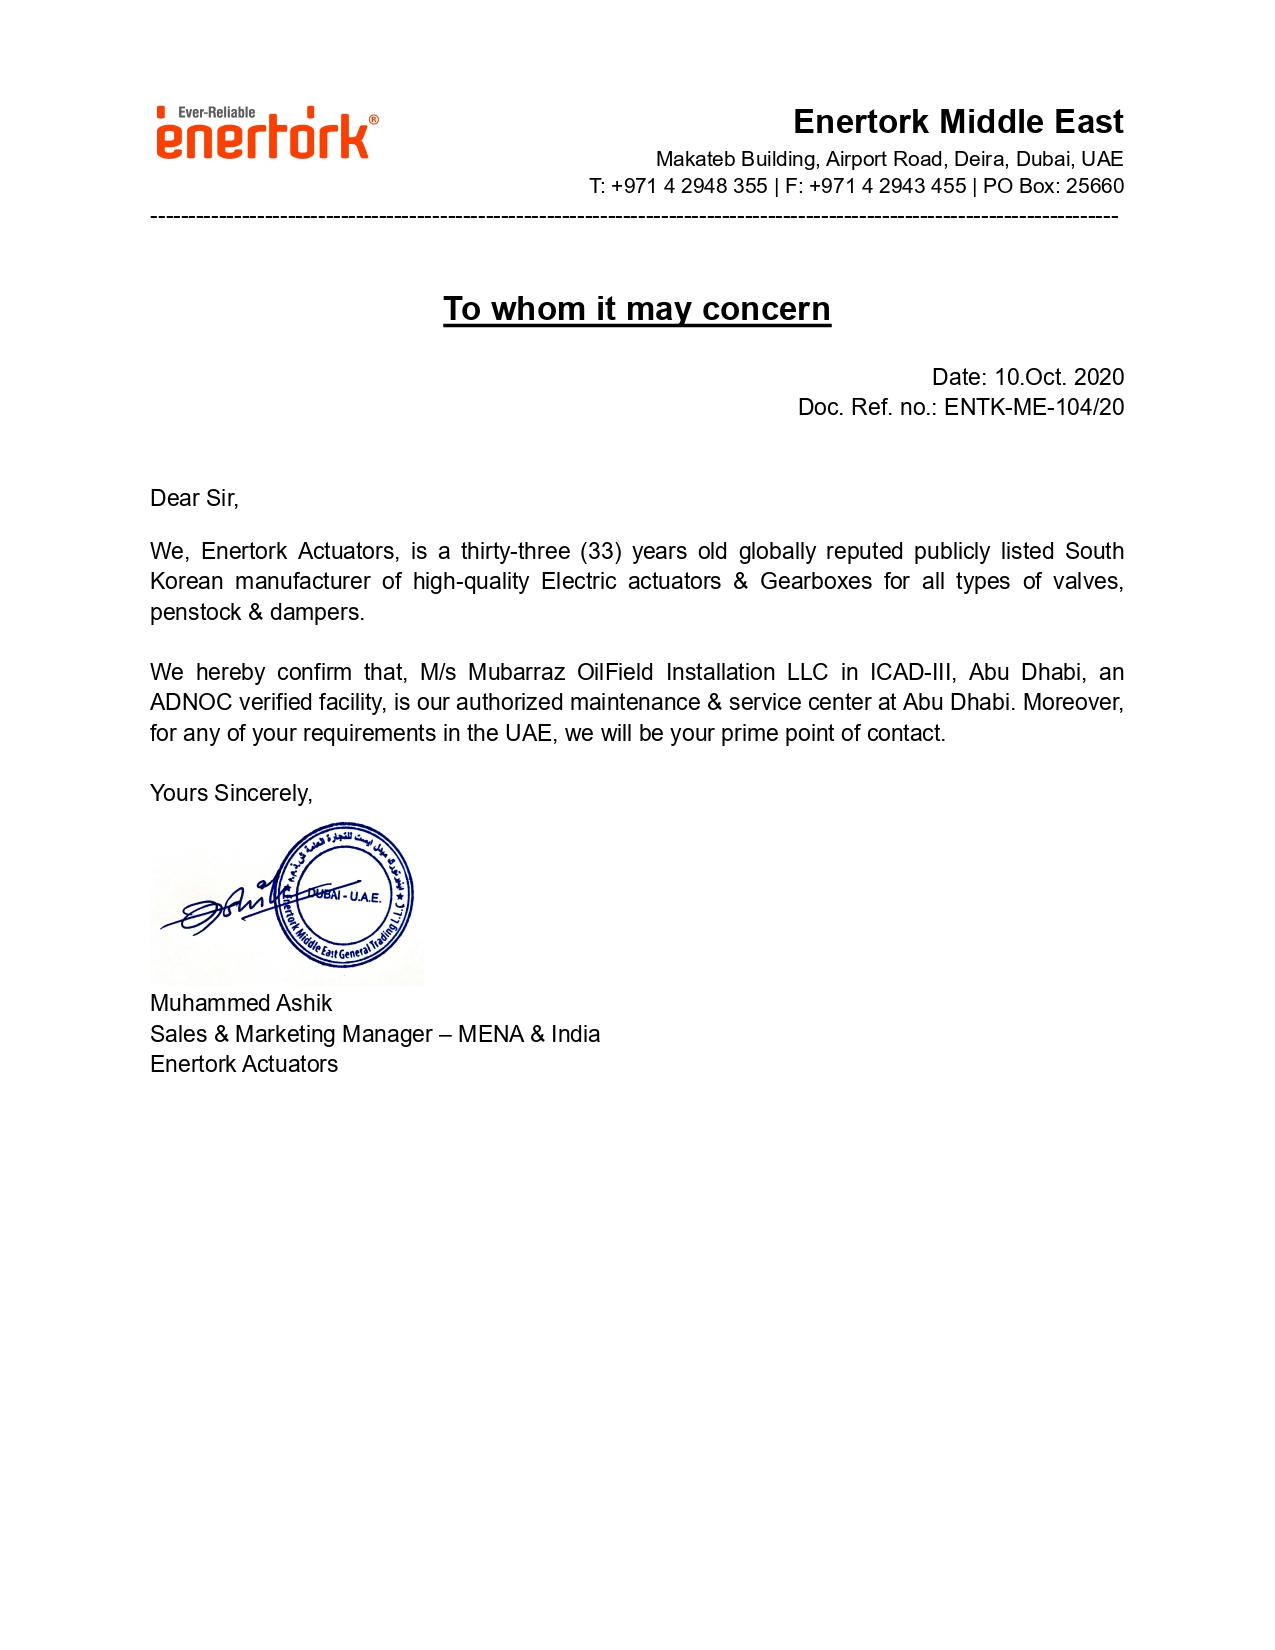 Ever-Reliable
enertork®
Enertork Middle East
Makateb Building, Airport Road, Deira, Dubai, UAE
T: +971 4 2948 355 | F: +971 4 2943 455 | PO Box: 25660
To whom it may concern
Date: 10.Oct. 2020
Doc. Ref. no.: ENTK-ME-104/20
Dear Sir,
We, Enertork Actuators, is a thirty-three (33) years old globally reputed publicly listed South
Korean manufacturer of high-quality Electric actuators & Gearboxes for all types of valves,
penstock & dampers.
We hereby confirm that, M/s Mubarraz OilField Installation LLC in ICAD-III, Abu Dhabi, an
ADNOC verified facility, is our authorized maintenance & service center at Abu Dhabi. Moreover,
for any of your requirements in the UAE, we will be your prime point of contact.
Yours Sincerely,
ميدل ايست للتجارة العامة
DUBAI - U.A.E.
Enertork Middle East General Trading L.L.C
Muhammed Ashik
Sales & Marketing Manager – MENA & India
Enertork Actuators